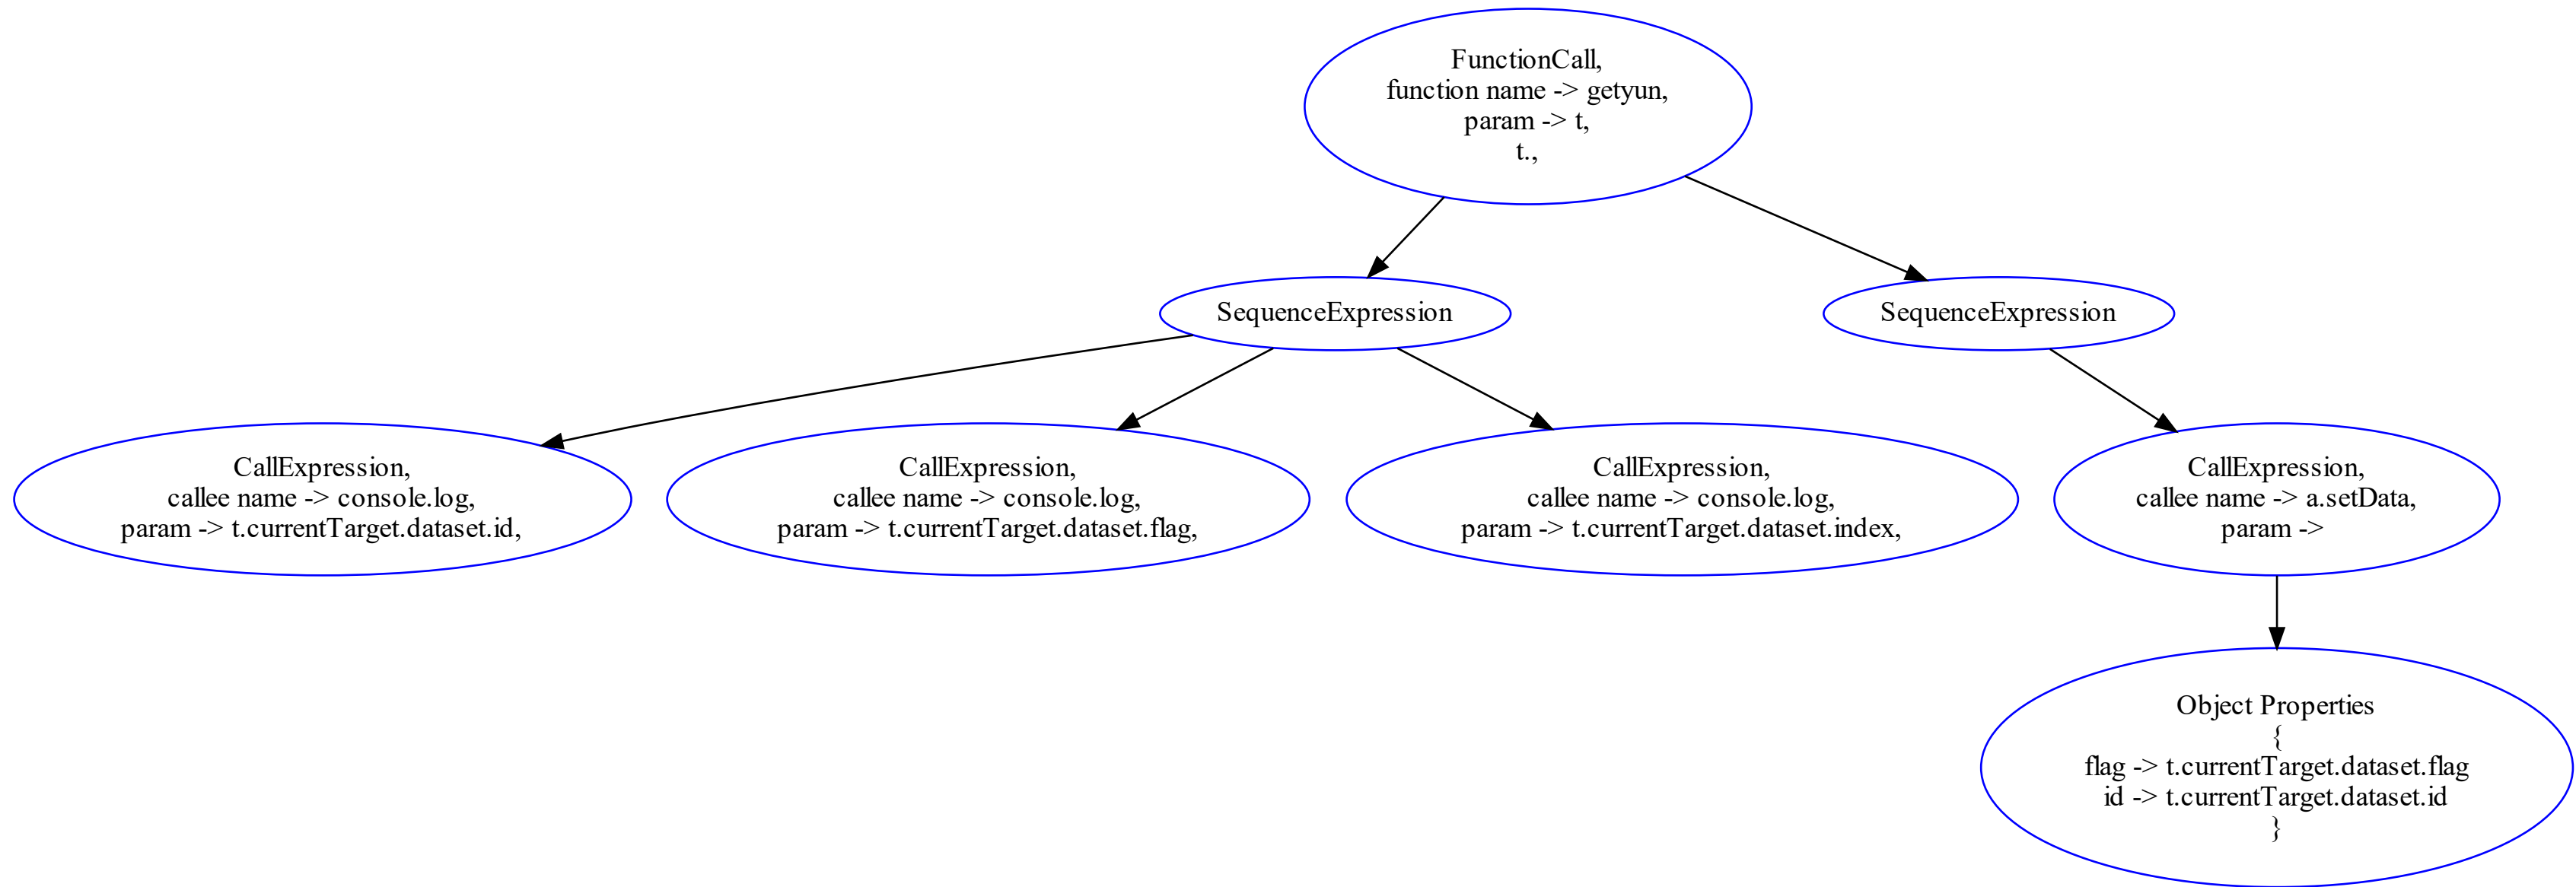 FunctionCall,
function name -> getyun,
param -> t,
t.,
SequenceExpression
SequenceExpression
CallExpression,
callee name -> console.log,
param -> t.currentTarget.dataset.id,
CallExpression,
callee name -> console.log,
param -> t.currentTarget.dataset.flag,
CallExpression,
callee name -> console.log,
param -> t.currentTarget.dataset.index,
CallExpression,
callee name -> a.setData,
param ->
Object Properties
{
flag -> t.currentTarget.dataset.flag
id -> t.currentTarget.dataset.id
}